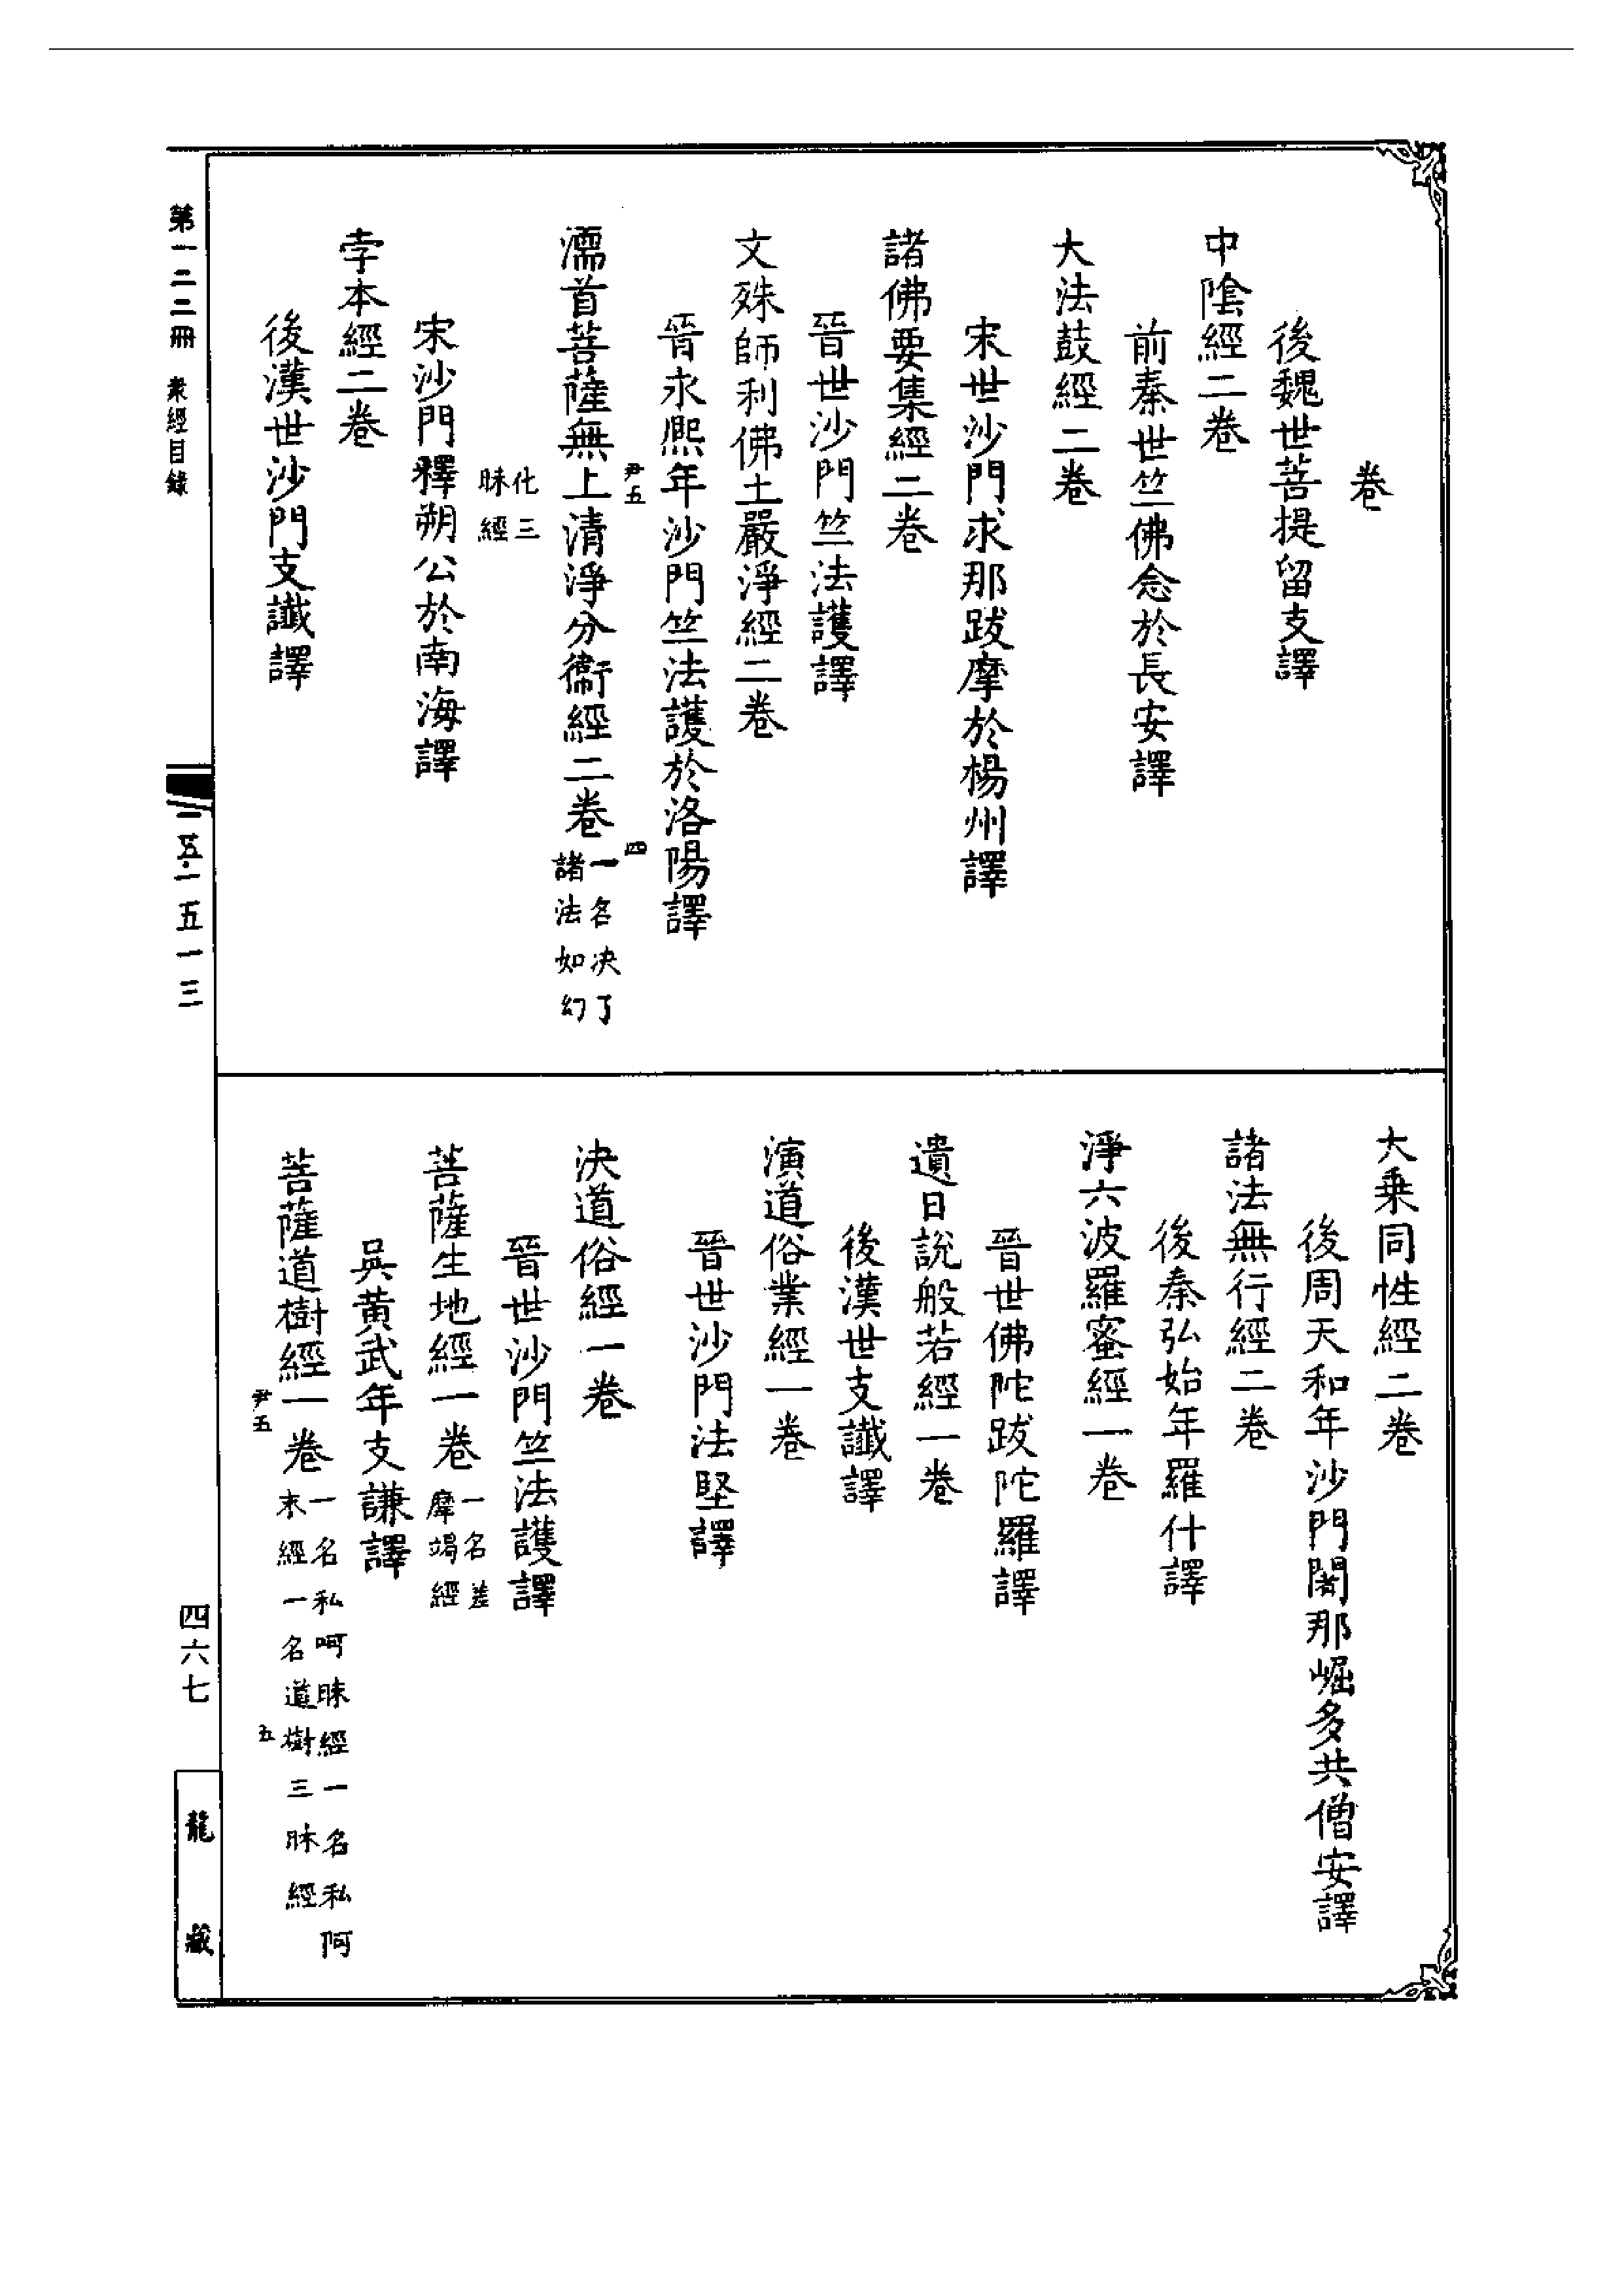 卷
後魏世菩提留支譯
中陰經二卷
前秦世竺佛念於長安譯
大法鼓經二卷
宋世沙門求那跋摩於楊州譯
諸佛要集經二卷
晉世沙門竺法護譯
文殊師利佛土嚴淨經二卷
晉永熙年沙門竺法護於洛陽譯
尹五
四
濡首菩薩無上清淨分衞經二卷
一名决了
諸法如幻
化三
昧經
宋沙門釋朔公於南海譯
孛本經二卷
後漢世沙門支讖譯
大乗同性經二卷
後周天和年沙門闍那崛多共僧安譯
諸法無行經二卷
後秦弘始年羅什譯
淨六波羅蜜經一卷
晉世佛陀跋陀羅譯
遺日說般若經一卷
後漢世支讖譯
演道俗業經一卷
晉世沙門法堅譯
決道俗經一卷
晉世沙門竺法護譯
菩薩生地經一卷
一名差
摩竭經
吳黃武年支謙譯
菩薩道樹經一卷
一名私呵昧經一名私阿
末經一名道樹三昧經
尹五
五
第一二二冊
衆經目錄
一五·一五一三
四六七
龍藏